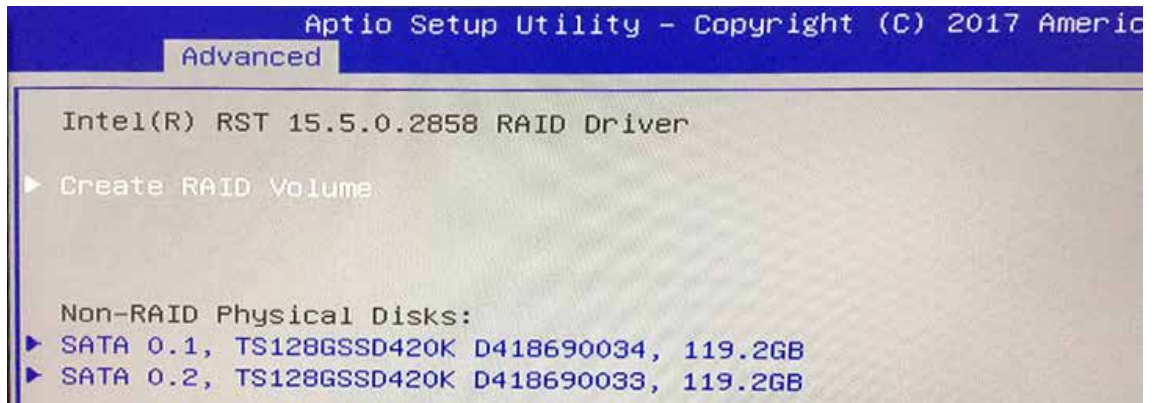 Aptio Setup Utility – Copyright (C) 2017 Americ
Advanced
Intel(R) RST 15.5.0.2858 RAID Driver
Create RAID Volume
Non-RAID Physical Disks:
SATA 0.1, TS128GSSD420K D418690034, 119.2GB
SATA 0.2, TS128GSSD420K D418690033, 119.2GB